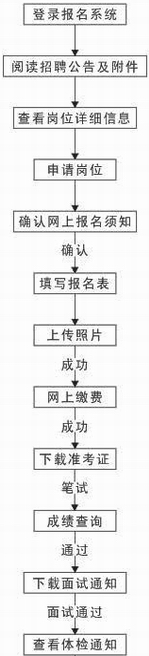 登录报名系统
阅读招聘公告及附件
查看岗位详细信息
申请岗位
确认网上报名须知
确认
填写报名表
上传照片
成功
网上缴费
成功
下载准考证
笔试
成绩查询
通过
下载面试通知
面试通过
查看体检通知